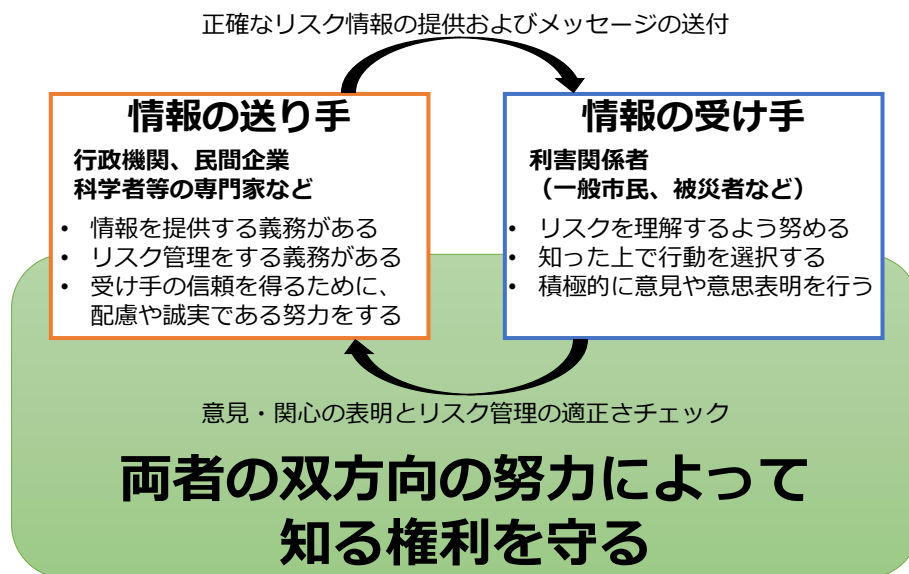 正確なリスク情報の提供およびメッセージの送付
情報の送り手
行政機関、民間企業
科学者等の専門家など
• 情報を提供する義務がある
• リスク管理をする義務がある
• 受け手の信頼を得るために、
配慮や誠実である努力をする
情報の受け手
利害関係者
（一般市民、被災者など）
• リスクを理解するよう努める
• 知った上で行動を選択する
• 積極的に意見や意思表明を行う
意見・関心の表明とリスク管理の適正さチェック
両者の双方向の努力によって
知る権利を守る